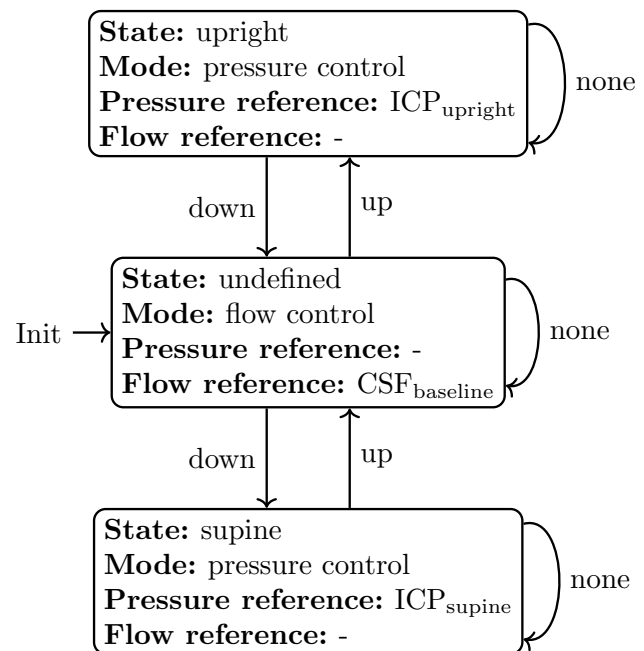 State: upright
Mode: pressure control
Pressure reference: ICP_upright
Flow reference: -
none
down
up
Init
State: undefined
Mode: flow control
Pressure reference: -
Flow reference: CSF_baseline
none
down
up
State: supine
Mode: pressure control
Pressure reference: ICP_supine
Flow reference: -
none